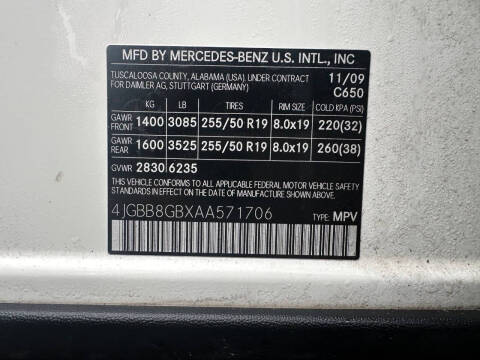 MFD BY MERCEDES-BENZ U.S. INTL., INC
TUSCALOOSA COUNTY, ALABAMA (USA). UNDER CONTRACT 11/09
FOR DAIMLER AG, STUTTGART (GERMANY) C650
KG LB TIRES RIM SIZE COLD KPA (PSI)
GAWR FRONT 1400 3085 255/50 R19 8.0x19 220(32)
GAWR REAR 1600 3525 255/50 R19 8.0x19 260(38)
GVWR 2830 6235
THIS VEHICLE CONFORMS TO ALL APPLICABLE FEDERAL MOTOR VEHICLE SAFETY
STANDARDS IN EFFECT ON THE DATE OF MANUFACTURE SHOWN ABOVE.
4JGBB8GBXAA571706 TYPE: MPV